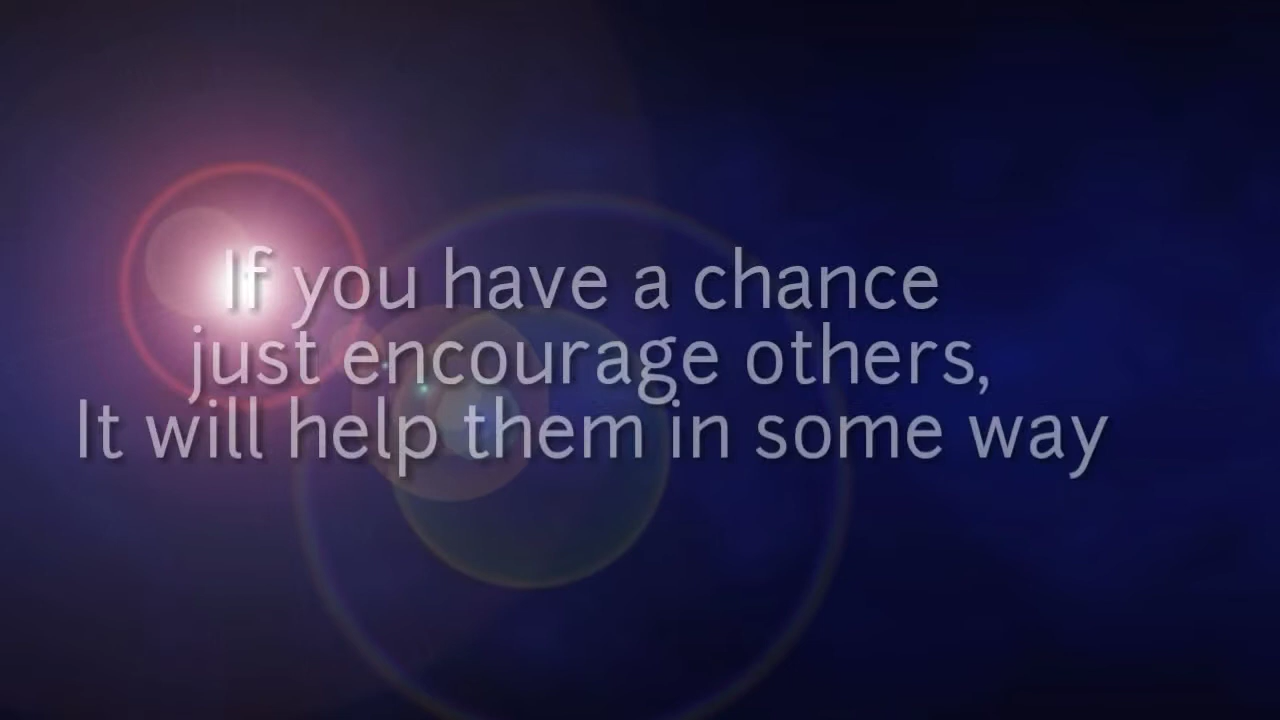 If you have a chance
just encourage others,
It will help them in some way